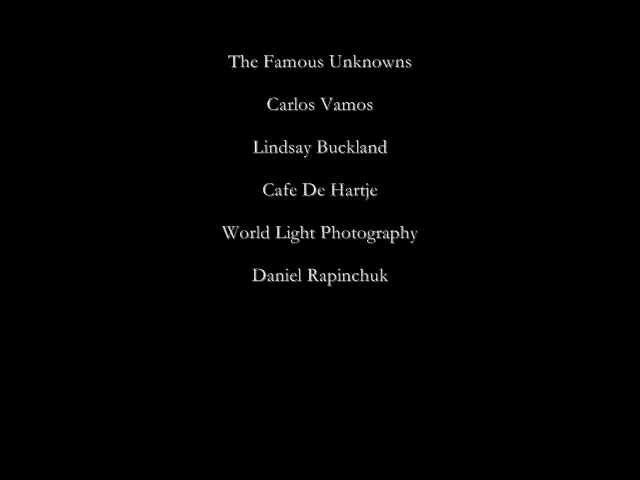 The Famous Unknowns
Carlos Vamos
Lindsay Buckland
Cafe De Hartje
World Light Photography
Daniel Rapinchuk